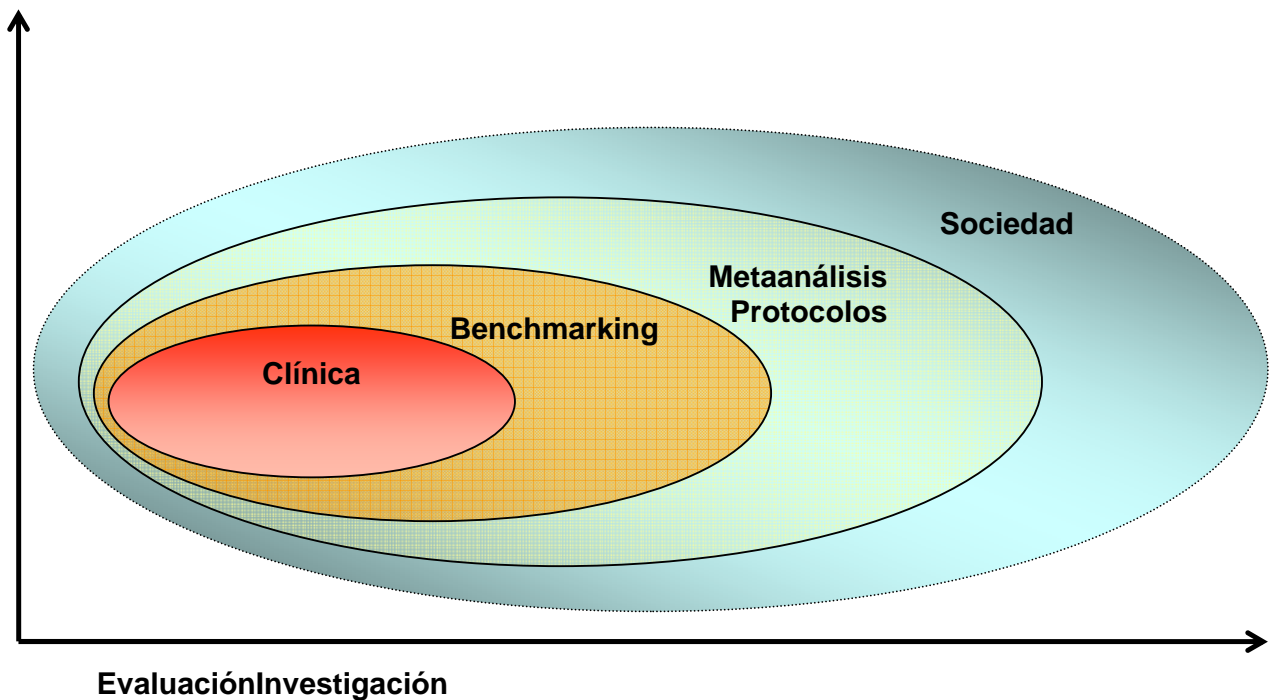 Sociedad
Metaanálisis
Protocolos
Benchmarking
Clínica
EvaluaciónInvestigación